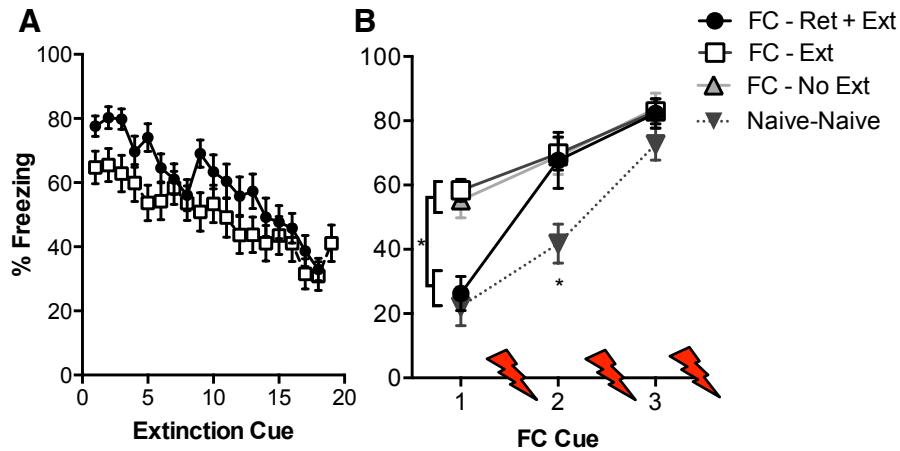 A
% Freezing
100
80
60
40
20
0
0 5 10 15 20
Extinction Cue
B
100
80
60
40
20
0
*
*
1 2 3
FC Cue
FC - Ret + Ext
FC - Ext
FC - No Ext
Naive-Naive